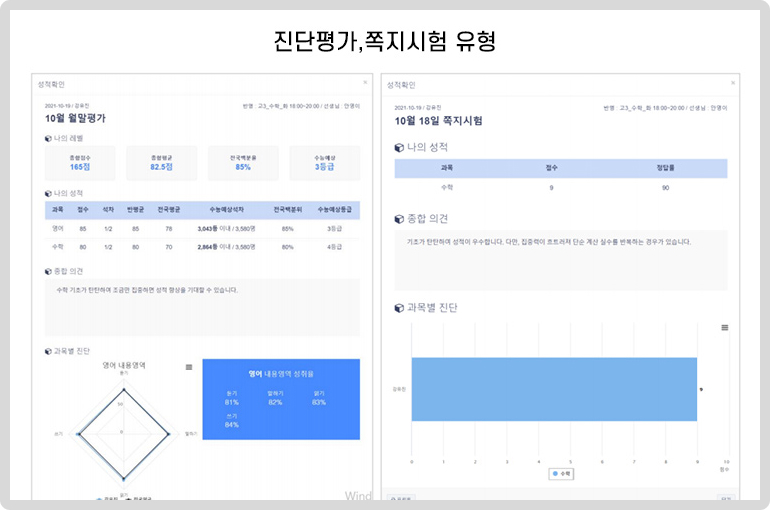 진단평가,쪽지시험 유형
성적확인
2021-10-19 / 김유진
반명 : 고3_수학_화 18:00~20:00 / 선생님 : 안영이
10월 월말평가
나의 레벨
종합점수
165점
종합평균
82.5점
전국백분율
85%
수능예상
3등급
나의 성적
과목 점수 석차 반평균 전국평균 수능예상석차 전국백분위 수능예상등급
영어 85 1/2 85 78 3,043등 이내 / 3,580명 85% 3등급
수학 80 1/2 80 70 2,864등 이내 / 3,580명 80% 4등급
종합 의견
수학 기초가 탄탄하며 조금만 집중하면 성적 향상을 기대할 수 있습니다.
과목별 진단
영어 내용영역
듣기
50
0
쓰기
말하기
읽기
영어 내용영역 성취율
듣기 말하기 읽기
81% 82% 83%
쓰기
84%
Wind
성적확인
2021-10-19 / 김유진
반명 : 고3_수학_화 18:00~20:00 / 선생님 : 안영이
10월 18일 쪽지시험
나의 성적
과목 점수 정답률
수학 9 90
종합 의견
기초가 탄탄하며 성적이 우수합니다. 다만, 집중력이 흐트러져 단순 계산 실수를 반복하는 경우가 있습니다.
과목별 진단
김유진
9
0 1 2 3 4 5 6 7 8 9 10
점수
수학